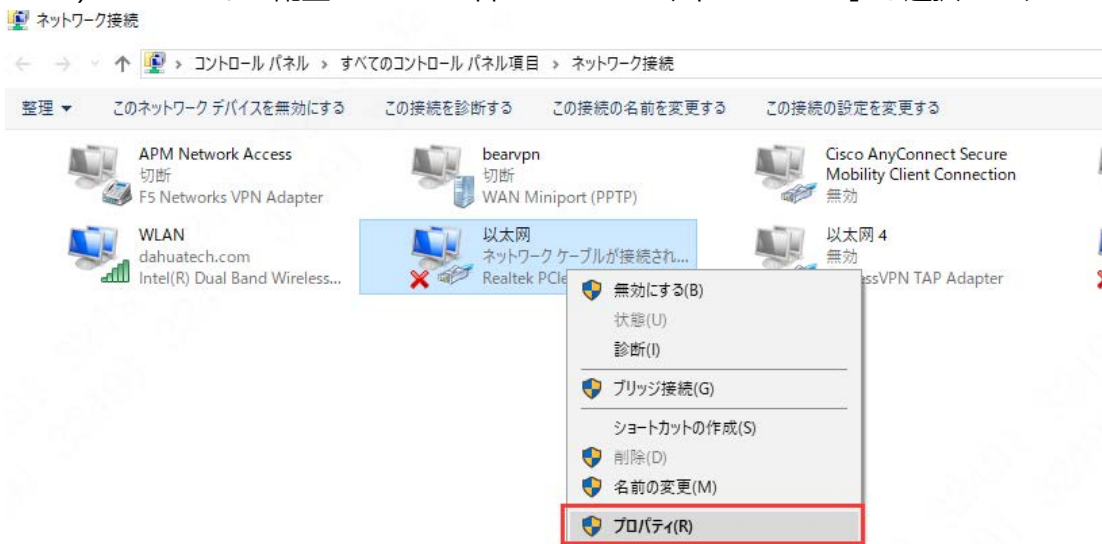 ネットワーク接続
コントロール パネル > すべてのコントロール パネル項目 > ネットワーク接続
整理 このネットワーク デバイスを無効にする この接続を診断する この接続の名前を変更する この接続の設定を変更する
APM Network Access
切断
F5 Networks VPN Adapter
bearvpn
切断
WAN Miniport (PPTP)
Cisco AnyConnect Secure
Mobility Client Connection
無効
WLAN
dahuatech.com
Intel(R) Dual Band Wireless...
以太网
ネットワーク ケーブルが接続され...
Realtek PCIe
以太网 4
無効
ssVPN TAP Adapter
無効にする(B)
状態(U)
診断(I)
ブリッジ接続(G)
ショートカットの作成(S)
削除(D)
名前の変更(M)
プロパティ(R)